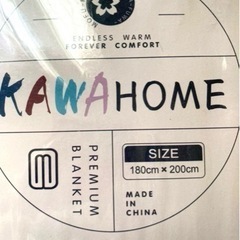 ENDLESS WARM
FOREVER COMFORT
KAWAHOME
PREMIUM
BLANKET
SIZE
180cm × 200cm
MADE
IN
CHINA